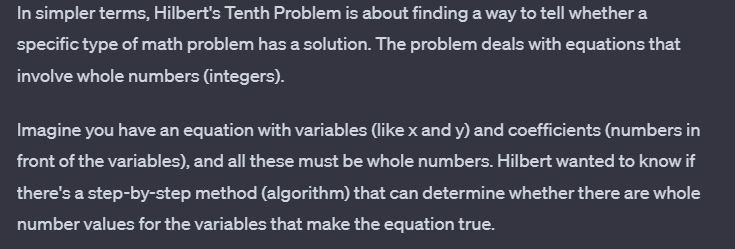 In simpler terms, Hilbert's Tenth Problem is about finding a way to tell whether a
specific type of math problem has a solution. The problem deals with equations that
involve whole numbers (integers).
Imagine you have an equation with variables (like x and y) and coefficients (numbers in
front of the variables), and all these must be whole numbers. Hilbert wanted to know if
there's a step-by-step method (algorithm) that can determine whether there are whole
number values for the variables that make the equation true.